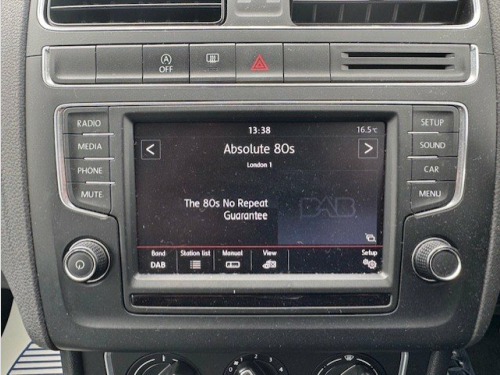 OFF
RADIO
MEDIA
PHONE
MUTE
SETUP
SOUND
CAR
MENU
13:38
16.5°C
< Absolute 80s >
London 1
The 80s No Repeat
Guarantee
DAB
Band Station list Manual View Setup
DAB